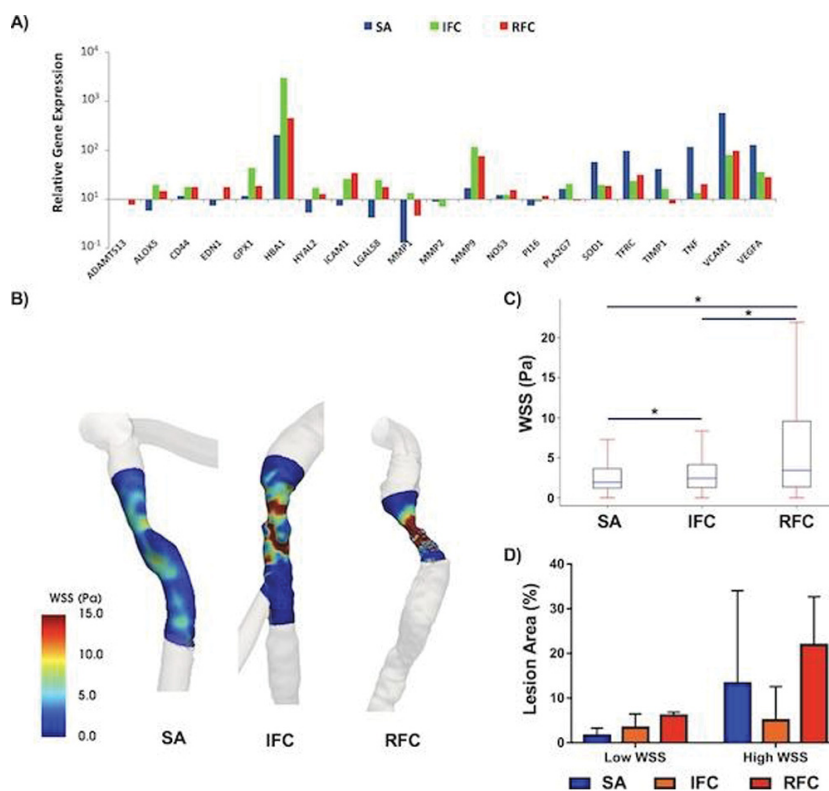 A)
SA IFC RFC
Relative Gene Expression
10⁴
10³
10²
10¹
10⁻¹
ADAMTS13 ALOX5 CD44 EDN1 GPX1 HBA1 HYAL2 ICAM1 LGALS8 MMP1 MMP2 MMP9 NOS3 PI16 PLA2G7 SOD1 TFRC TIMP1 TNF VCAM1 VEGFA
B)
WSS (Pa)
15.0
10.0
5.0
0.0
SA IFC RFC
C)
* * *
WSS (Pa)
20
15
10
5
0
SA IFC RFC
D)
Lesion Area (%)
40
30
20
10
0
Low WSS High WSS
SA IFC RFC